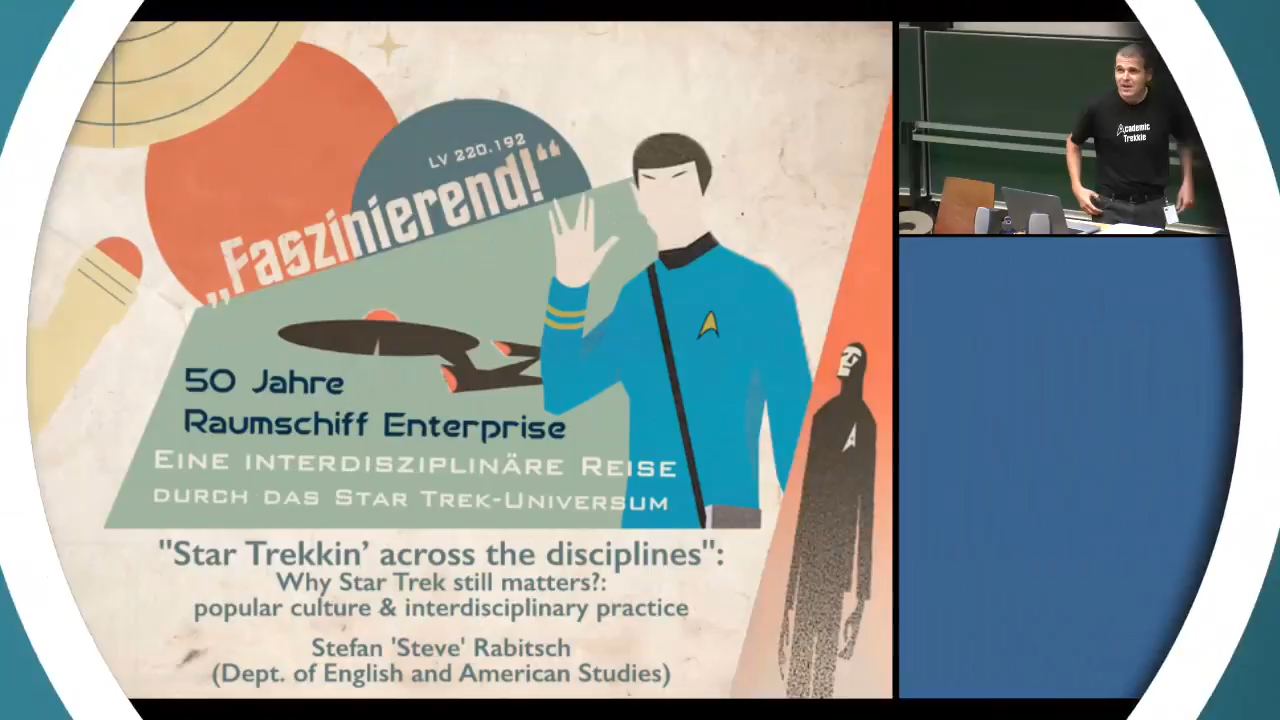 LV 220.192
„Faszinierend!“
50 Jahre
Raumschiff Enterprise
Eine interdisziplinäre Reise
durch das Star Trek-Universum
"Star Trekkin’ across the disciplines":
Why Star Trek still matters?:
popular culture & interdisciplinary practice
Stefan 'Steve' Rabitsch
(Dept. of English and American Studies)
Academic
Trekkie